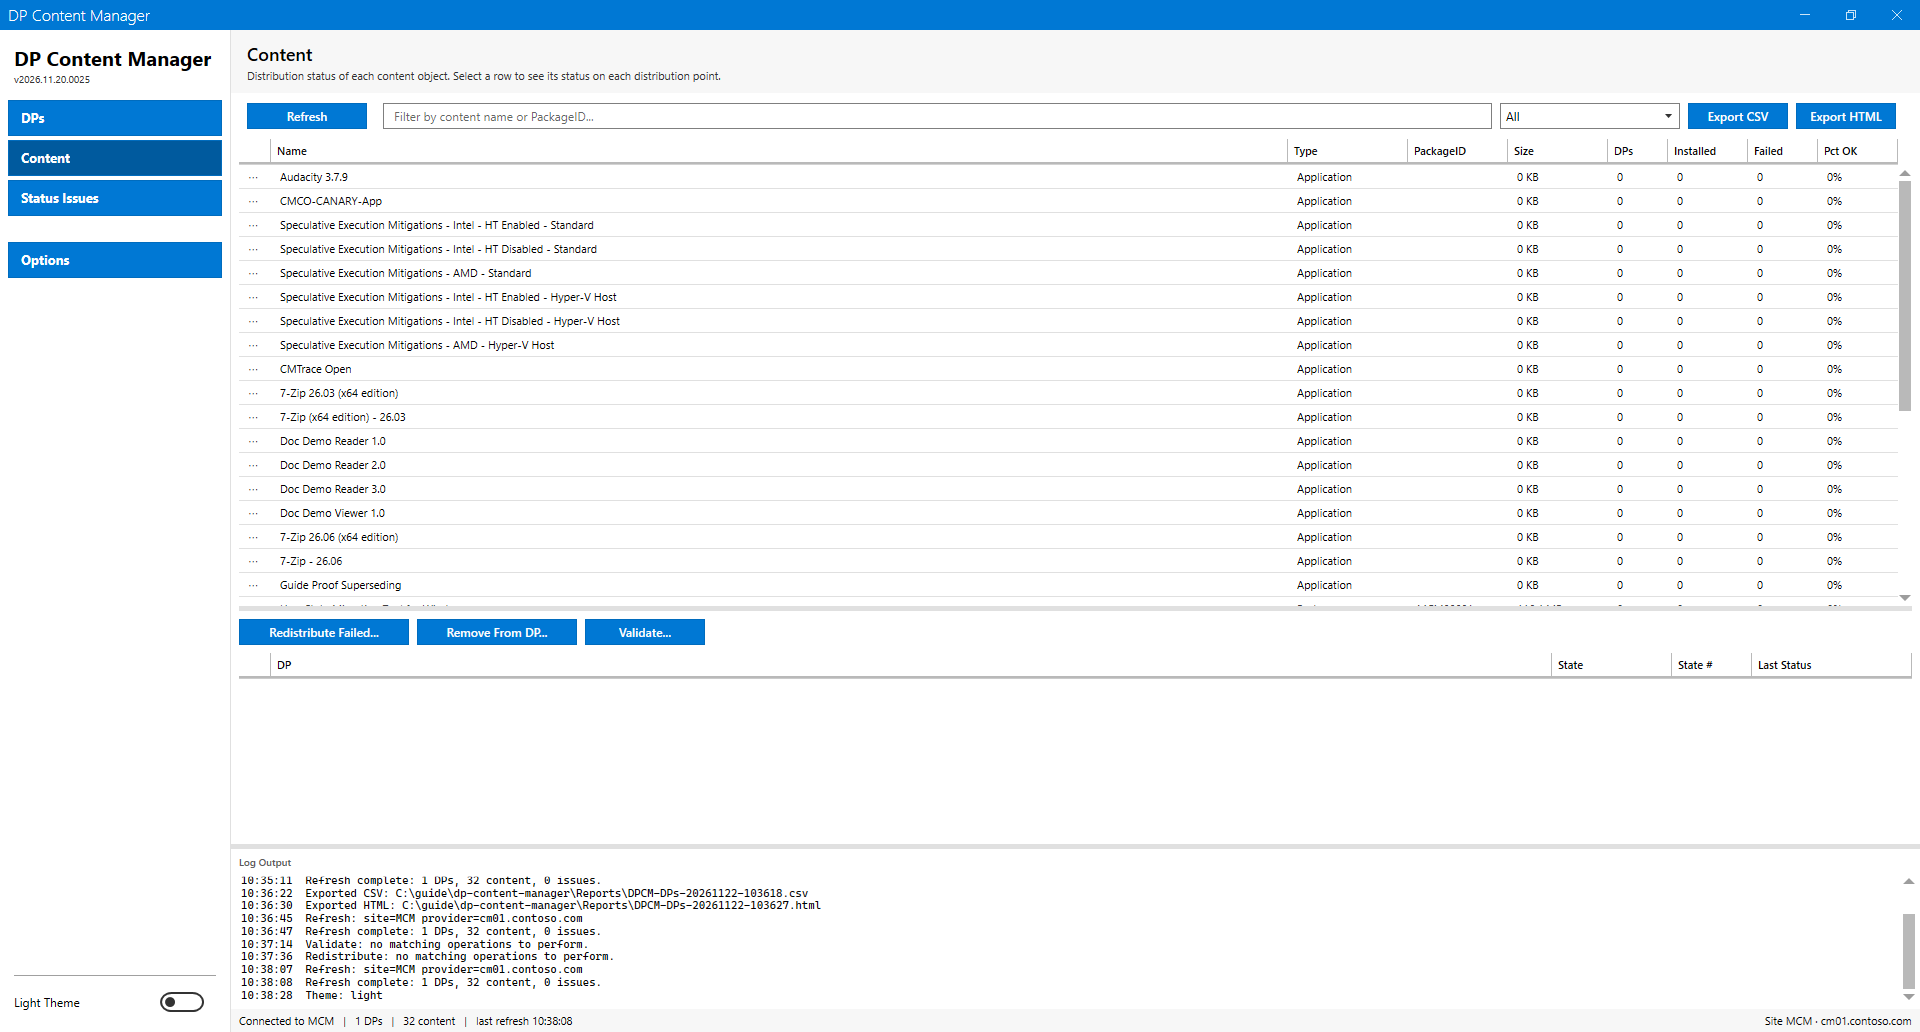 DP Content Manager
DP Content Manager
v2026.11.20.0025
DPs
Content
Status Issues
Options
Light Theme
Content
Distribution status of each content object. Select a row to see its status on each distribution point.
Refresh
Filter by content name or PackageID...
All
Export CSV
Export HTML
Name Type PackageID Size DPs Installed Failed Pct OK
... Audacity 3.7.9 Application 0 KB 0 0 0 0%
... CMCO-CANARY-App Application 0 KB 0 0 0 0%
... Speculative Execution Mitigations - Intel - HT Enabled - Standard Application 0 KB 0 0 0 0%
... Speculative Execution Mitigations - Intel - HT Disabled - Standard Application 0 KB 0 0 0 0%
... Speculative Execution Mitigations - AMD - Standard Application 0 KB 0 0 0 0%
... Speculative Execution Mitigations - Intel - HT Enabled - Hyper-V Host Application 0 KB 0 0 0 0%
... Speculative Execution Mitigations - Intel - HT Disabled - Hyper-V Host Application 0 KB 0 0 0 0%
... Speculative Execution Mitigations - AMD - Hyper-V Host Application 0 KB 0 0 0 0%
... CMTrace Open Application 0 KB 0 0 0 0%
... 7-Zip 26.03 (x64 edition) Application 0 KB 0 0 0 0%
... 7-Zip (x64 edition) - 26.03 Application 0 KB 0 0 0 0%
... Doc Demo Reader 1.0 Application 0 KB 0 0 0 0%
... Doc Demo Reader 2.0 Application 0 KB 0 0 0 0%
... Doc Demo Reader 3.0 Application 0 KB 0 0 0 0%
... Doc Demo Viewer 1.0 Application 0 KB 0 0 0 0%
... 7-Zip 26.06 (x64 edition) Application 0 KB 0 0 0 0%
... 7-Zip - 26.06 Application 0 KB 0 0 0 0%
... Guide Proof Superseding Application 0 KB 0 0 0 0%
Redistribute Failed...
Remove From DP...
Validate...
DP State State # Last Status
Log Output
10:35:11 Refresh complete: 1 DPs, 32 content, 0 issues.
10:36:22 Exported CSV: C:\guide\dp-content-manager\Reports\DPCM-DPs-20261122-103618.csv
10:36:30 Exported HTML: C:\guide\dp-content-manager\Reports\DPCM-DPs-20261122-103627.html
10:36:45 Refresh: site=MCM provider=cm01.contoso.com
10:36:47 Refresh complete: 1 DPs, 32 content, 0 issues.
10:37:14 Validate: no matching operations to perform.
10:37:36 Redistribute: no matching operations to perform.
10:38:07 Refresh: site=MCM provider=cm01.contoso.com
10:38:08 Refresh complete: 1 DPs, 32 content, 0 issues.
10:38:28 Theme: light
Connected to MCM | 1 DPs | 32 content | last refresh 10:38:08
Site MCM · cm01.contoso.com